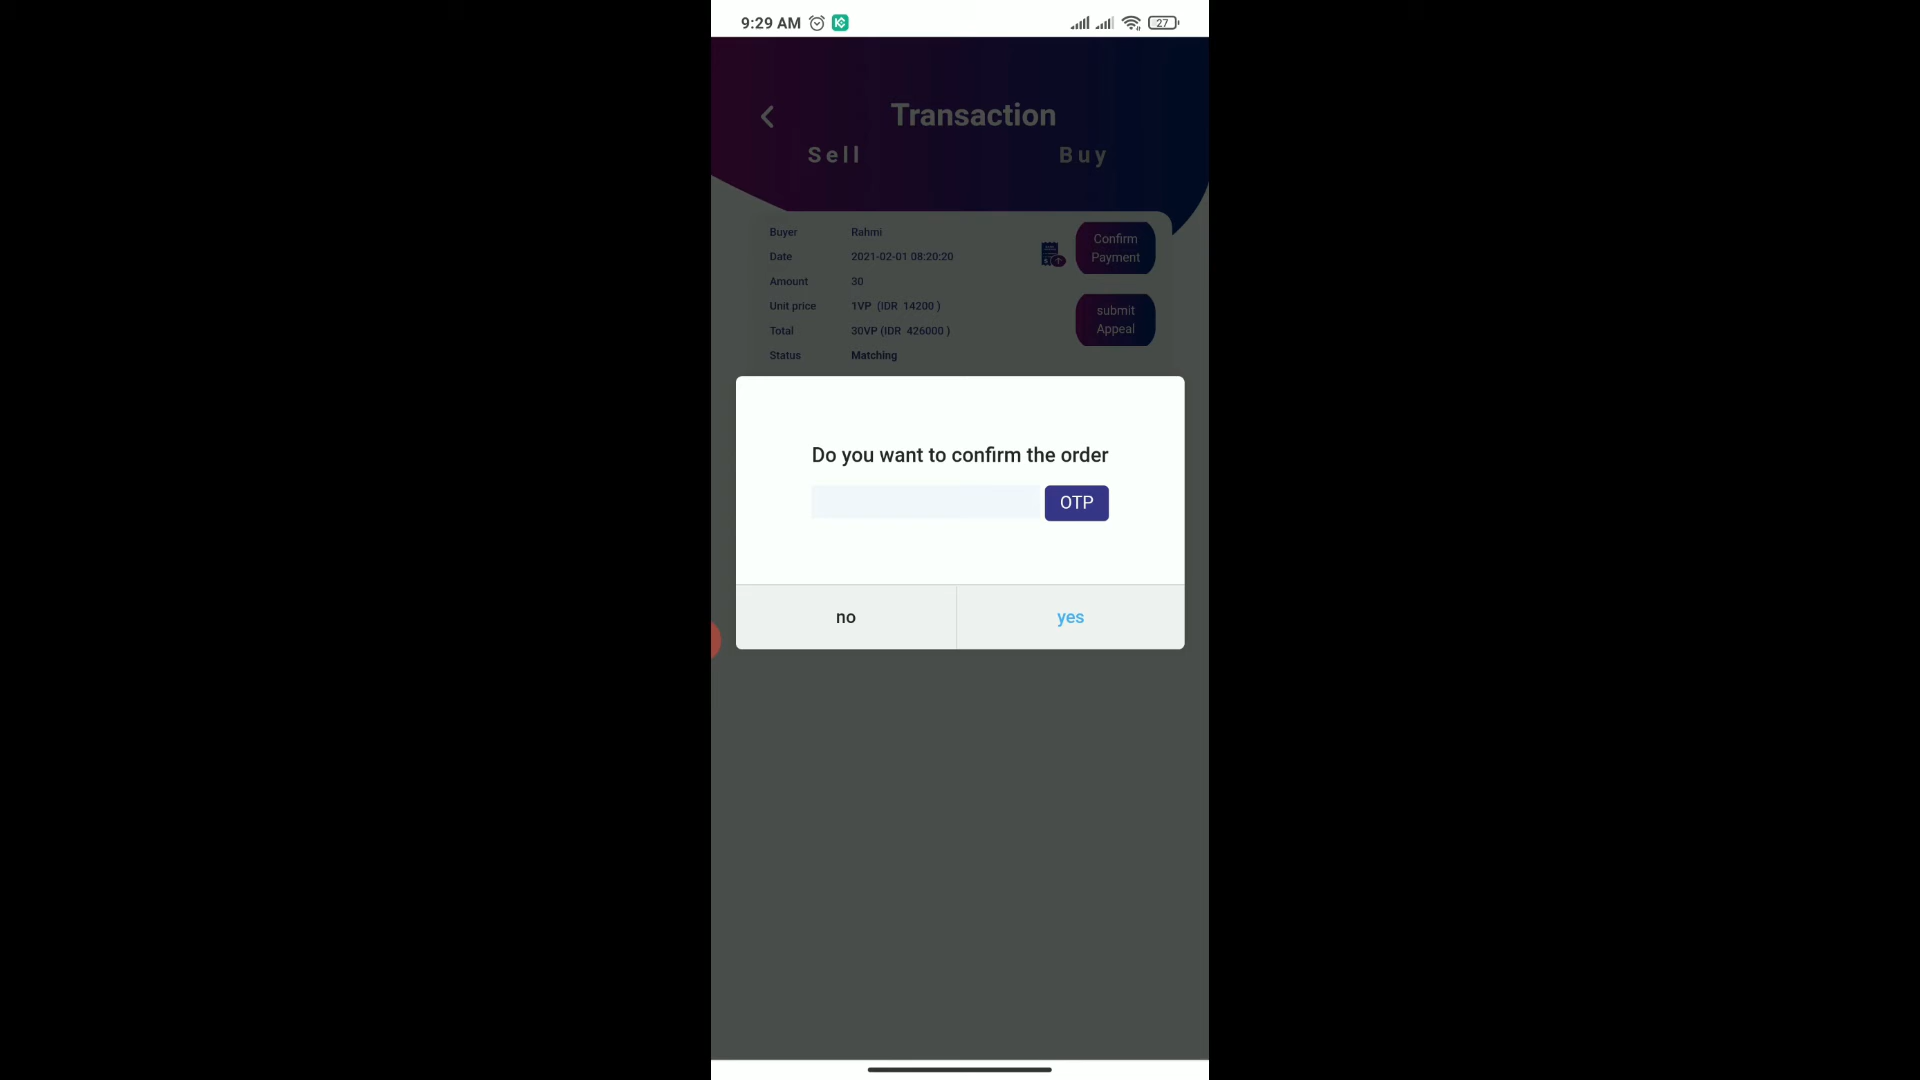 9:29 AM
27
Transaction
Sell Buy
Buyer Rahmi
Date 2021-02-01 08:20:20
Amount 30
Unit price 1VP (IDR 14200 )
Total 30VP (IDR 426000 )
Status Matching
Confirm
Payment
submit
Appeal
Do you want to confirm the order
OTP
no yes